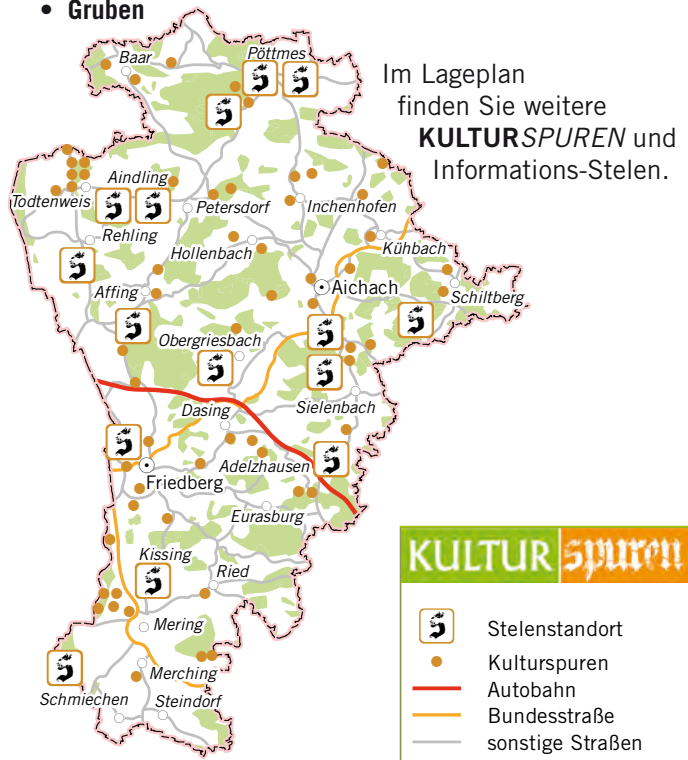 • Gruben
Im Lageplan
finden Sie weitere
KULTURSPUREN und
Informations-Stelen.
Baar
Pöttmes
Aindling
Todtenweis
Petersdorf
Inchenhofen
Rehling
Hollenbach
Kühbach
Affing
Aichach
Schiltberg
Obergriesbach
Dasing
Sielenbach
Adelzhausen
Friedberg
Eurasburg
Kissing
Ried
Mering
Merching
Schmiechen
Steindorf
KULTUR spuren
Stelenstandort
Kulturspuren
Autobahn
Bundesstraße
sonstige Straßen